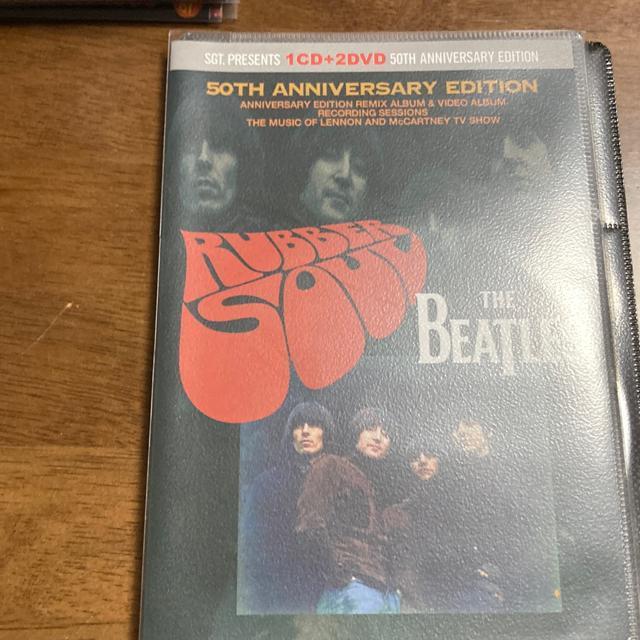 SGT. PRESENTS 1CD+2DVD 50TH ANNIVERSARY EDITION
50TH ANNIVERSARY EDITION
ANNIVERSARY EDITION REMIX ALBUM & VIDEO ALBUM.
RECORDING SESSIONS
THE MUSIC OF LENNON AND McCARTNEY TV SHOW
RUBBER
SOUL
THE
BEATLE